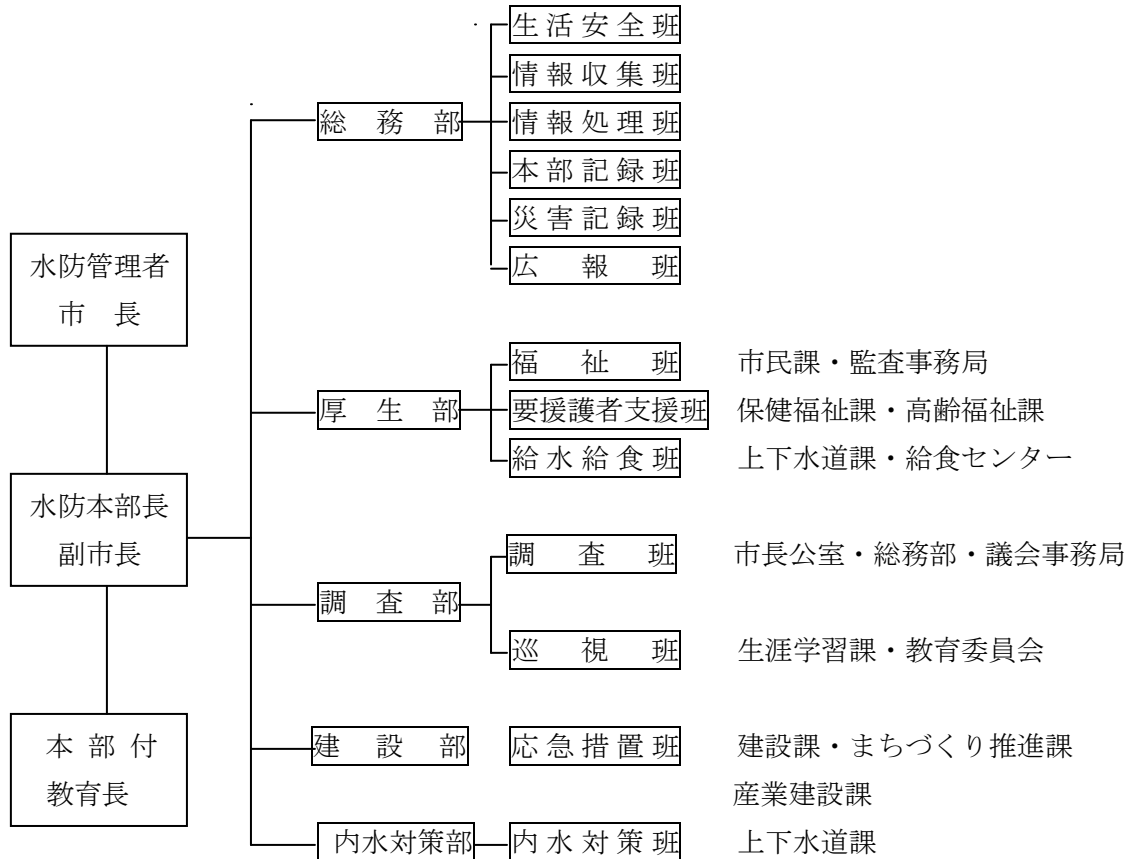 生活安全班
情報収集班
総務部 情報処理班
本部記録班
災害記録班
広報班
水防管理者
市長
福祉班 市民課・監査事務局
厚生部 要援護者支援班 保健福祉課・高齢福祉課
給水給食班 上下水道課・給食センター
水防本部長
副市長
調査班 市長公室・総務部・議会事務局
調査部
巡視班 生涯学習課・教育委員会
本部付
教育長
建設部 応急措置班 建設課・まちづくり推進課
産業建設課
内水対策部 内水対策班 上下水道課